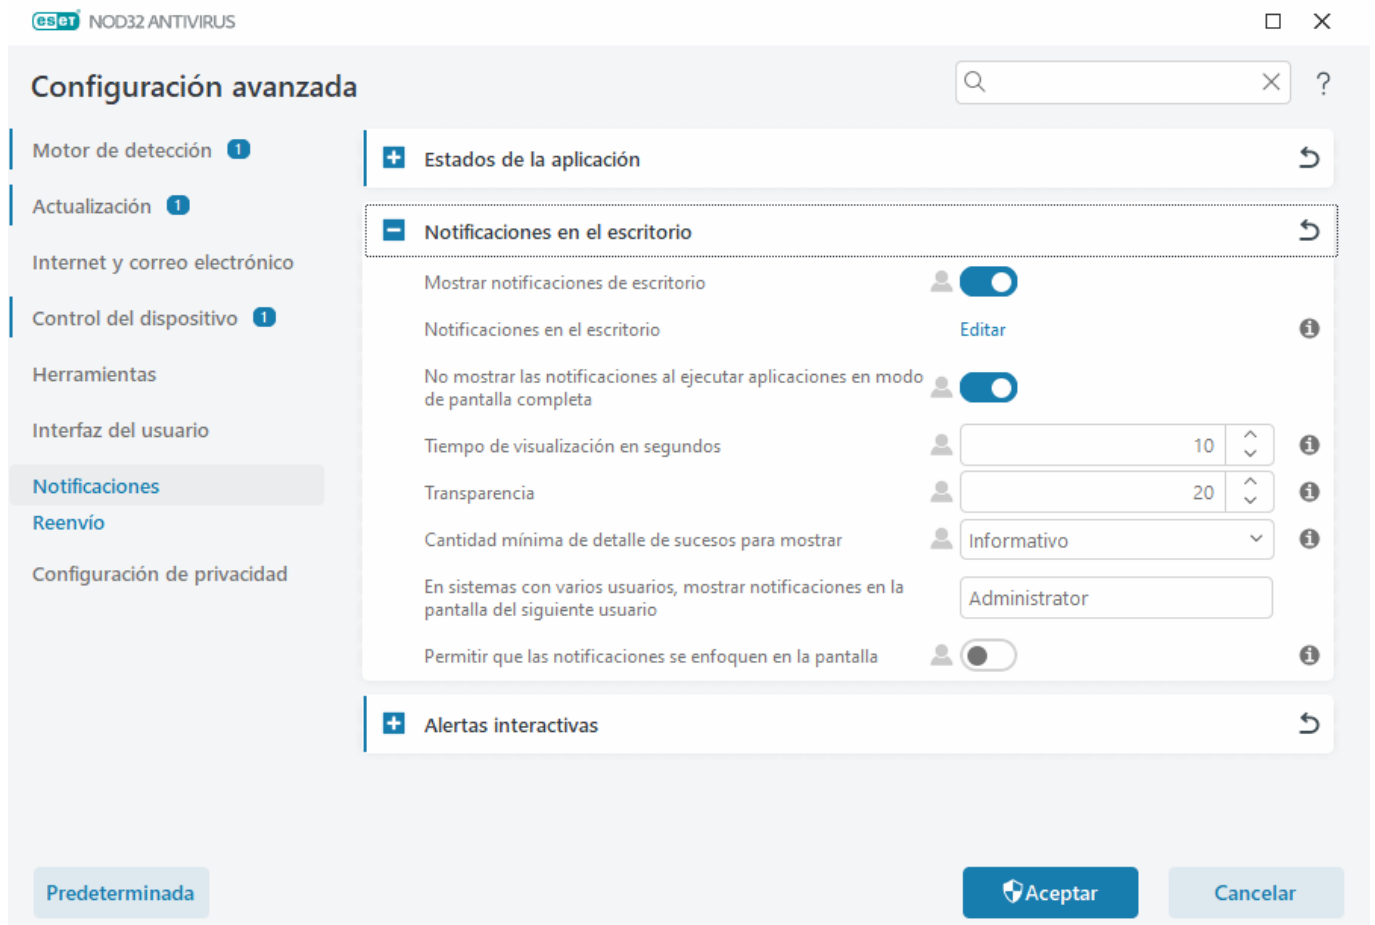 eset NOD32 ANTIVIRUS
Configuración avanzada
?
Motor de detección 1
Actualización 1
Internet y correo electrónico
Control del dispositivo 1
Herramientas
Interfaz del usuario
Notificaciones
Reenvío
Configuración de privacidad
Estados de la aplicación
Notificaciones en el escritorio
Mostrar notificaciones de escritorio
Notificaciones en el escritorio Editar
No mostrar las notificaciones al ejecutar aplicaciones en modo
de pantalla completa
Tiempo de visualización en segundos 10
Transparencia 20
Cantidad mínima de detalle de sucesos para mostrar Informativo
En sistemas con varios usuarios, mostrar notificaciones en la
pantalla del siguiente usuario
Administrator
Permitir que las notificaciones se enfoquen en la pantalla
Alertas interactivas
Predeterminada
Aceptar
Cancelar